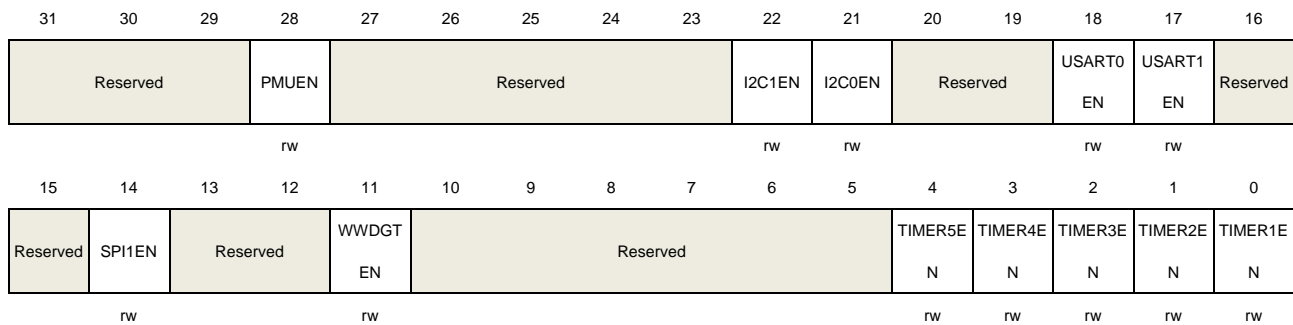 31 30 29 28 27 26 25 24 23 22 21 20 19 18 17 16
Reserved PMUEN Reserved I2C1EN I2C0EN Reserved USART0 EN USART1 EN Reserved
rw rw rw rw rw
15 14 13 12 11 10 9 8 7 6 5 4 3 2 1 0
Reserved SPI1EN Reserved WWDGT EN Reserved TIMER5E N TIMER4E N TIMER3E N TIMER2E N TIMER1E N
rw rw rw rw rw rw rw